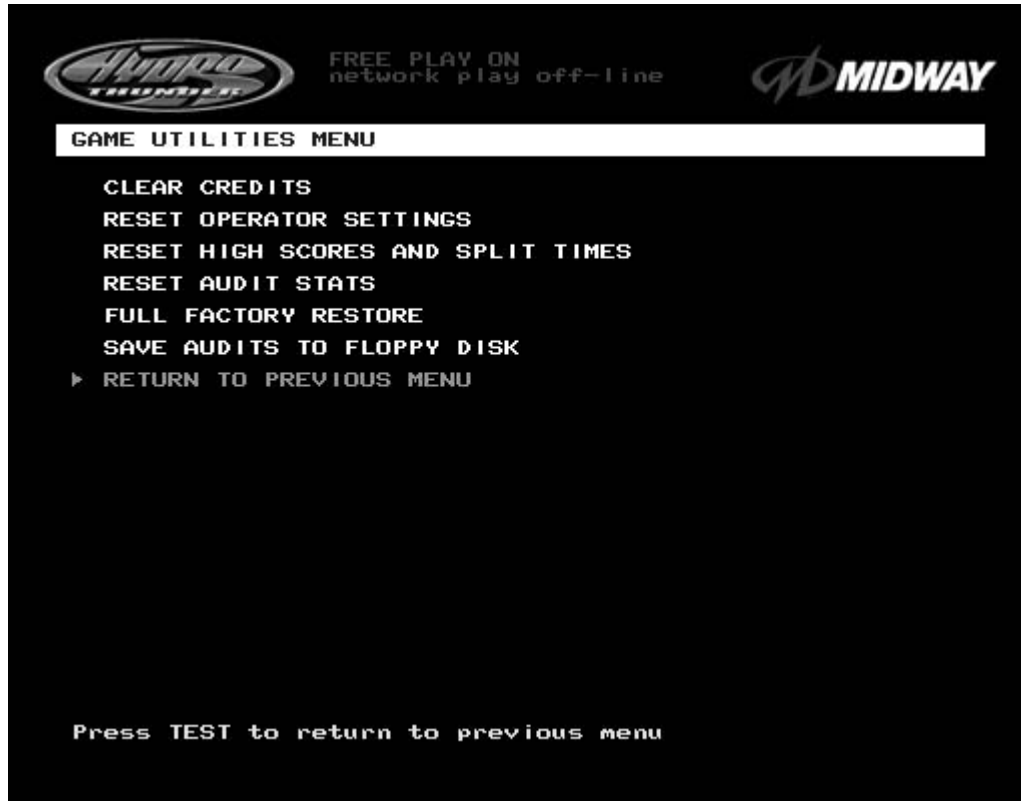 HYDRO
THUNDER
FREE PLAY ON
network play off-line
MIDWAY
GAME UTILITIES MENU
CLEAR CREDITS
RESET OPERATOR SETTINGS
RESET HIGH SCORES AND SPLIT TIMES
RESET AUDIT STATS
FULL FACTORY RESTORE
SAVE AUDITS TO FLOPPY DISK
RETURN TO PREVIOUS MENU
Press TEST to return to previous menu